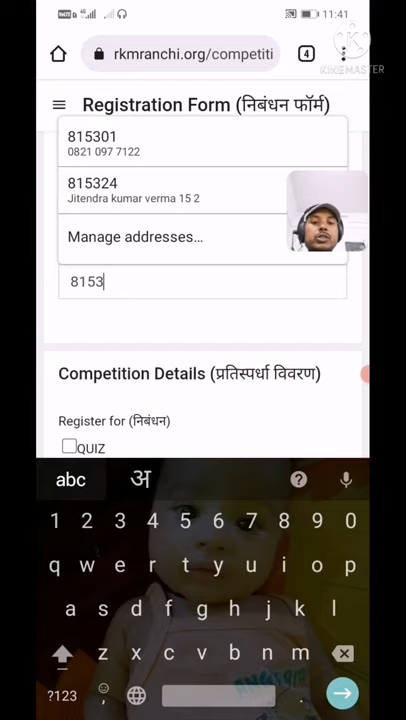 11:41
rkmranchi.org/competiti
4
KINEMASTER
Registration Form (निबंधन फॉर्म)
815301
0821 097 7122
815324
Jitendra kumar verma 15 2
Manage addresses...
8153
Competition Details (प्रतिस्पर्धा विवरण)
Register for (निबंधन)
QUIZ
abc अ ?
1 2 3 4 5 6 7 8 9 0
q w e r t y u i o p
a s d f g h j k l
z x c v b n m
?123 , .